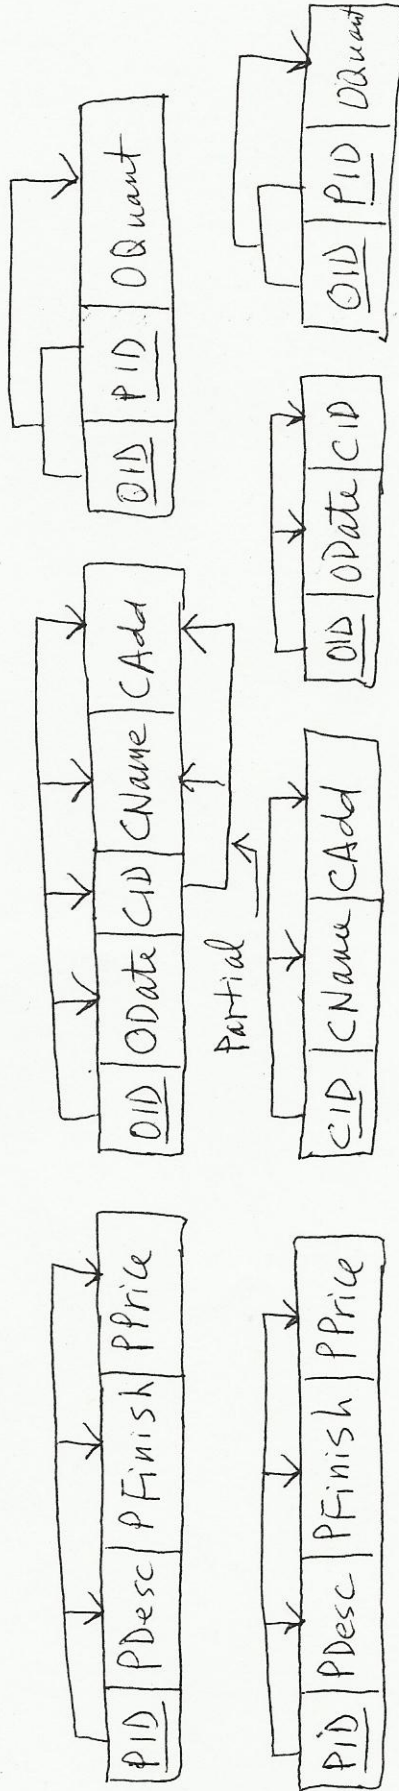 PID PDesc PFinish PPrice
OID ODate CID CName CAdd
OID PID OQuant
Partial
PID PDesc PFinish PPrice
CID CName CAdd
OID ODate CID
OID PID OQuant